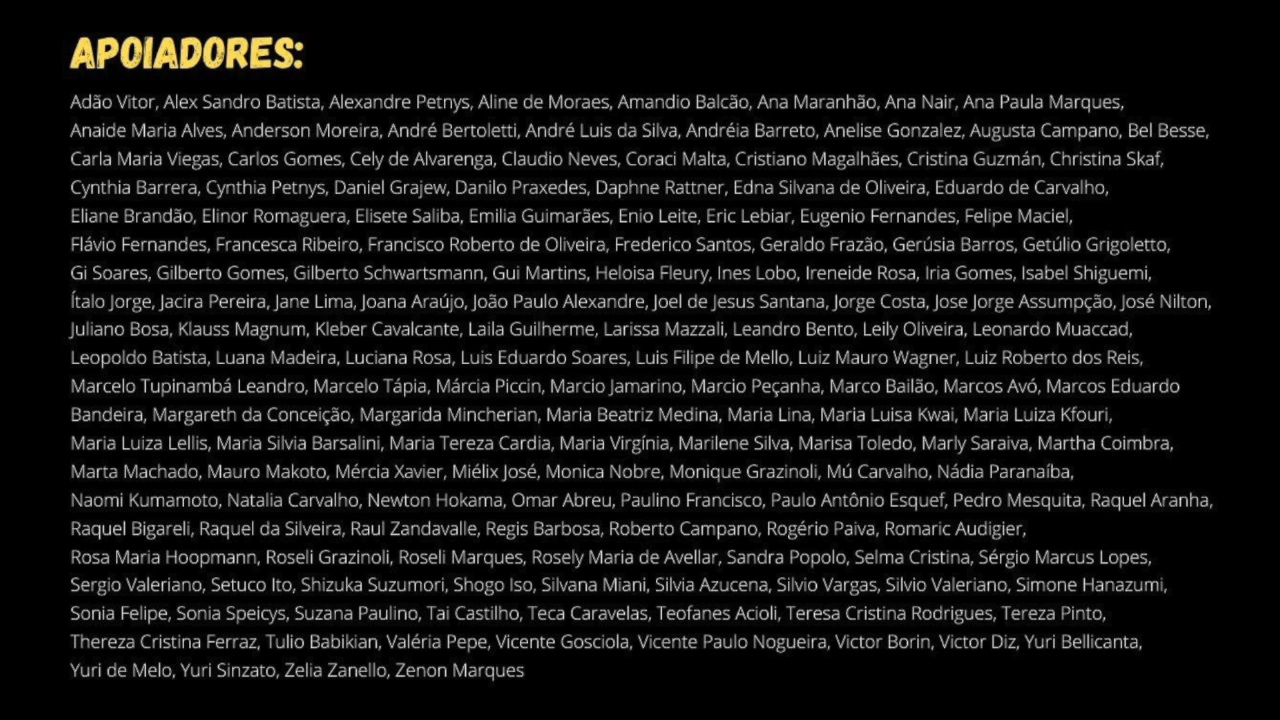 APOIADORES:
Adão Vitor, Alex Sandro Batista, Alexandre Petnys, Aline de Moraes, Amandio Balcão, Ana Maranhão, Ana Nair, Ana Paula Marques,
Anaide Maria Alves, Anderson Moreira, André Bertoletti, André Luis da Silva, Andréia Barreto, Anelise Gonzalez, Augusta Campano, Bel Besse,
Carla Maria Viegas, Carlos Gomes, Cely de Alvarenga, Claudio Neves, Coraci Malta, Cristiano Magalhães, Cristina Guzmán, Christina Skaf,
Cynthia Barrera, Cynthia Petnys, Daniel Grajew, Danilo Praxedes, Daphne Rattner, Edna Silvana de Oliveira, Eduardo de Carvalho,
Eliane Brandão, Elinor Romaguera, Elisete Saliba, Emilia Guimarães, Enio Leite, Eric Lebiar, Eugenio Fernandes, Felipe Maciel,
Flávio Fernandes, Francesca Ribeiro, Francisco Roberto de Oliveira, Frederico Santos, Geraldo Frazão, Gerúsia Barros, Getúlio Grigoletto,
Gi Soares, Gilberto Gomes, Gilberto Schwartsmann, Gui Martins, Heloisa Fleury, Ines Lobo, Ireneide Rosa, Iria Gomes, Isabel Shiguemi,
Ítalo Jorge, Jacira Pereira, Jane Lima, Joana Araújo, João Paulo Alexandre, Joel de Jesus Santana, Jorge Costa, Jose Jorge Assumpção, José Nilton,
Juliano Bosa, Klauss Magnum, Kleber Cavalcante, Laila Guilherme, Larissa Mazzali, Leandro Bento, Leily Oliveira, Leonardo Muaccad,
Leopoldo Batista, Luana Madeira, Luciana Rosa, Luis Eduardo Soares, Luis Filipe de Mello, Luiz Mauro Wagner, Luiz Roberto dos Reis,
Marcelo Tupinambá Leandro, Marcelo Tápia, Márcia Piccin, Marcio Jamarino, Marcio Peçanha, Marco Bailão, Marcos Avó, Marcos Eduardo
Bandeira, Margareth da Conceição, Margarida Mincherian, Maria Beatriz Medina, Maria Lina, Maria Luisa Kwai, Maria Luiza Kfouri,
Maria Luiza Lellis, Maria Silvia Barsalini, Maria Tereza Cardia, Maria Virgínia, Marilene Silva, Marisa Toledo, Marly Saraiva, Martha Coimbra,
Marta Machado, Mauro Makoto, Mércia Xavier, Miélix José, Monica Nobre, Monique Grazinoli, Mú Carvalho, Nádia Paranaíba,
Naomi Kumamoto, Natalia Carvalho, Newton Hokama, Omar Abreu, Paulino Francisco, Paulo Antônio Esquef, Pedro Mesquita, Raquel Aranha,
Raquel Bigareli, Raquel da Silveira, Raul Zandavalle, Regis Barbosa, Roberto Campano, Rogério Paiva, Romaric Audigier,
Rosa Maria Hoopmann, Roseli Grazinoli, Roseli Marques, Rosely Maria de Avellar, Sandra Popolo, Selma Cristina, Sérgio Marcus Lopes,
Sergio Valeriano, Setuco Ito, Shizuka Suzumori, Shogo Iso, Silvana Miani, Silvia Azucena, Silvio Vargas, Silvio Valeriano, Simone Hanazumi,
Sonia Felipe, Sonia Speicys, Suzana Paulino, Tai Castilho, Teca Caravelas, Teofanes Acioli, Teresa Cristina Rodrigues, Tereza Pinto,
Thereza Cristina Ferraz, Tulio Babikian, Valéria Pepe, Vicente Gosciola, Vicente Paulo Nogueira, Victor Borin, Victor Diz, Yuri Bellicanta,
Yuri de Melo, Yuri Sinzato, Zelia Zanello, Zenon Marques